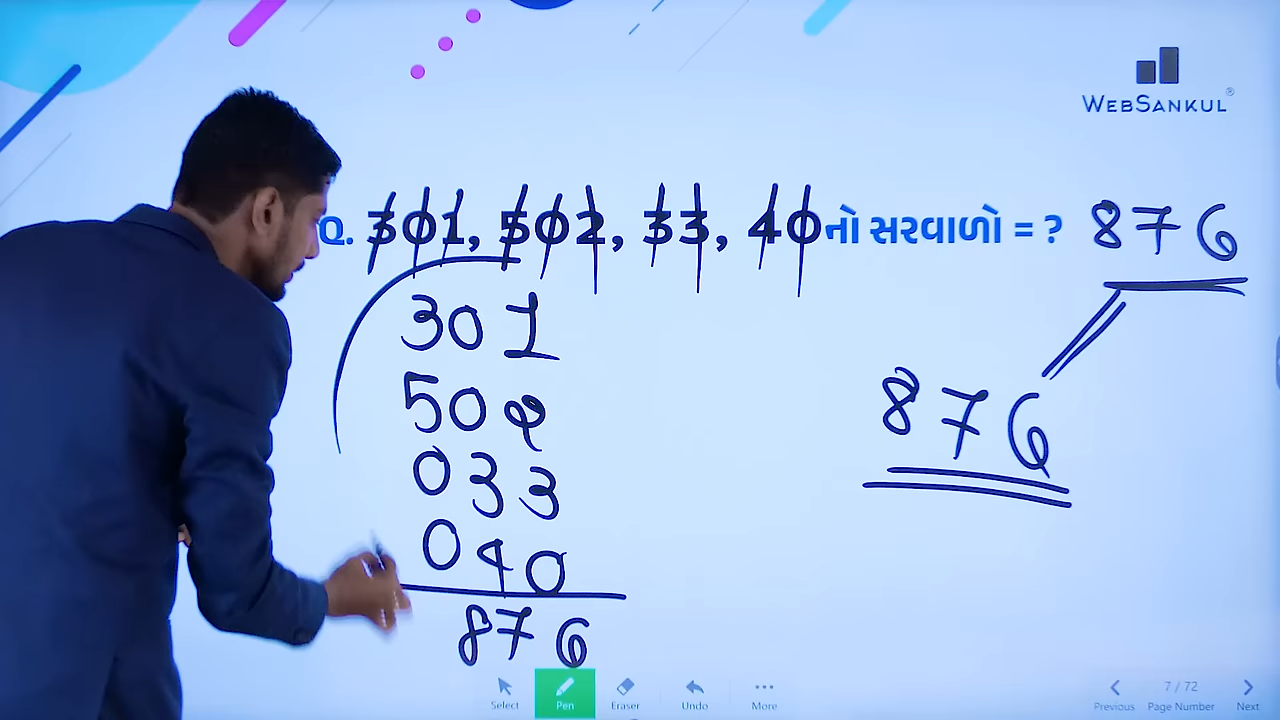 WEBSANKUL®
Q. 301, 502, 33, 40નો સરવાળો = ? 876
301
502
033
040
876
876
Select Pen Eraser Undo More
7 / 72
Previous Page Number Next